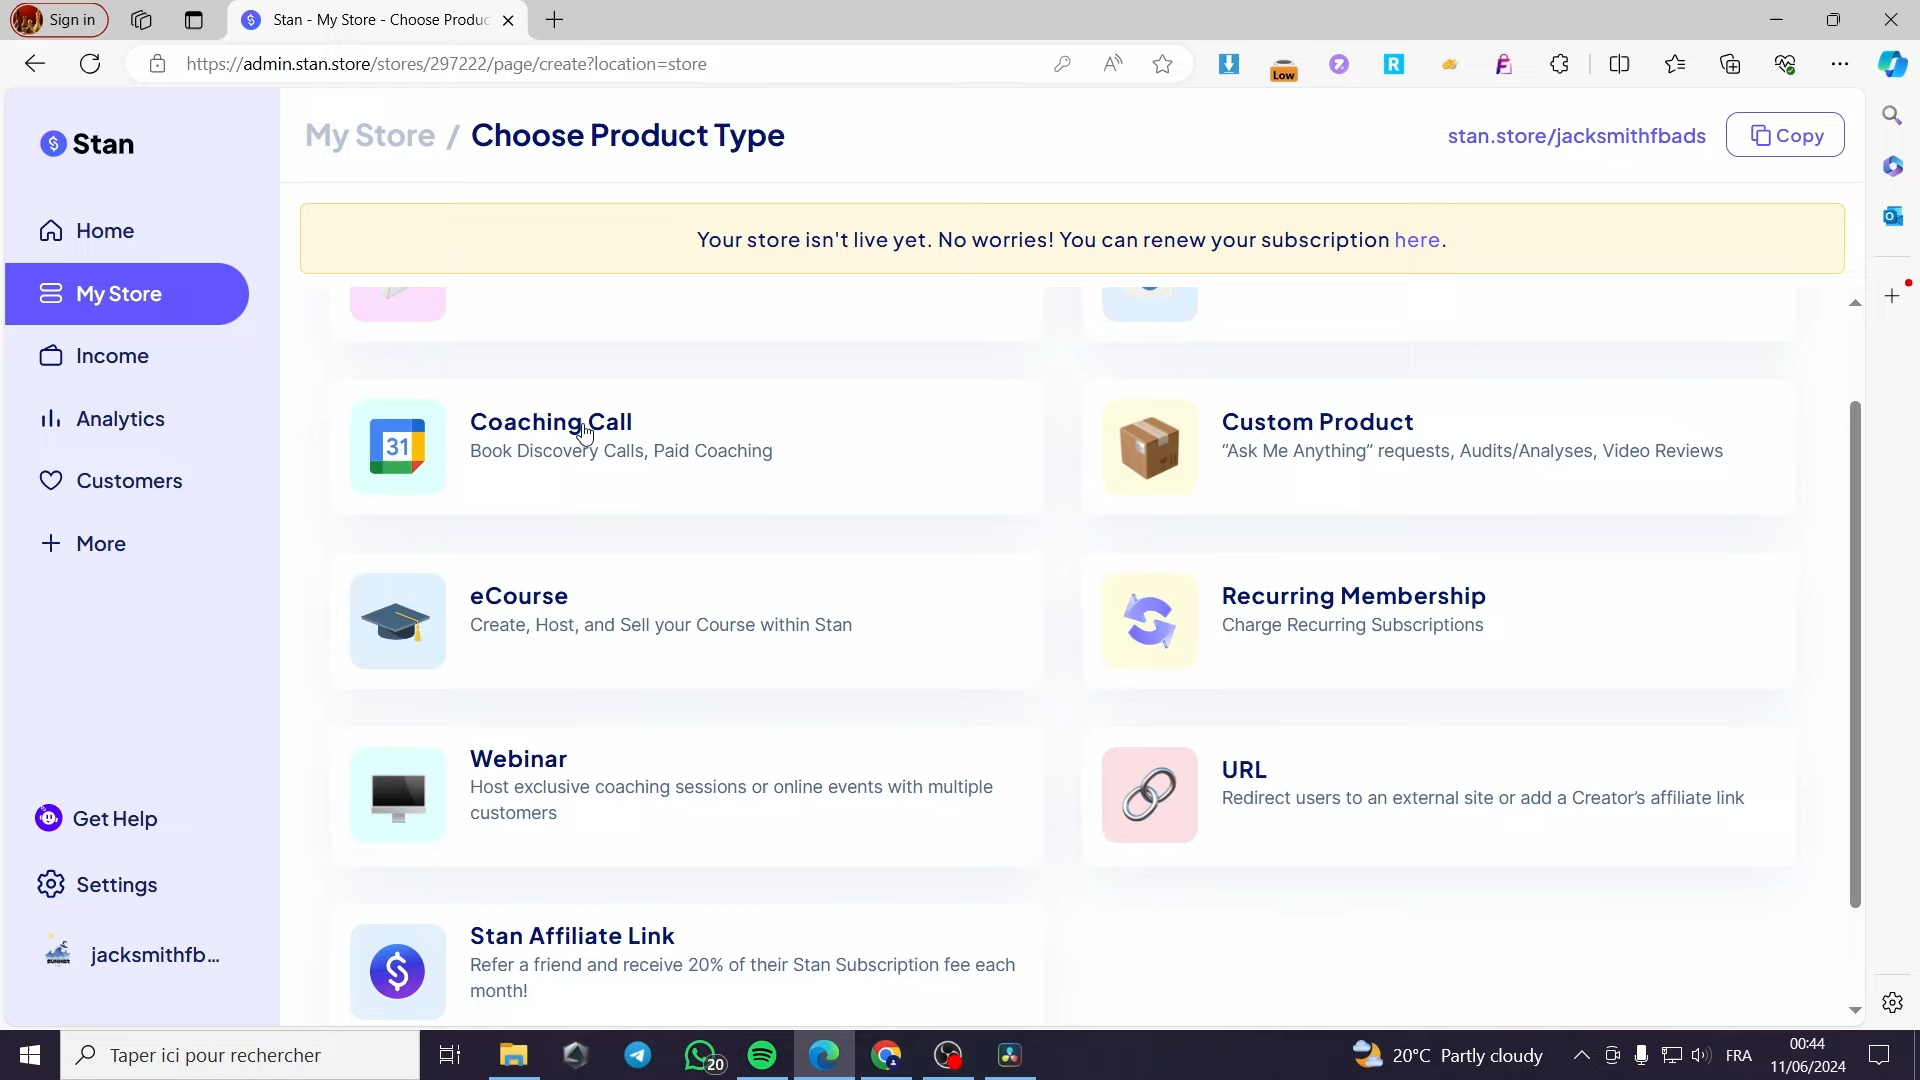 Sign in
Stan - My Store - Choose Produc
https://admin.stan.store/stores/297222/page/create?location=store
Low
Stan
My Store / Choose Product Type
stan.store/jacksmithfbads
Copy
Your store isn't live yet. No worries! You can renew your subscription here.
Home
My Store
Income
Analytics
Customers
More
31
Coaching Call
Book Discovery Calls, Paid Coaching
Custom Product
“Ask Me Anything” requests, Audits/Analyses, Video Reviews
eCourse
Create, Host, and Sell your Course within Stan
Recurring Membership
Charge Recurring Subscriptions
Webinar
Host exclusive coaching sessions or online events with multiple
customers
URL
Redirect users to an external site or add a Creator’s affiliate link
Stan Affiliate Link
Refer a friend and receive 20% of their Stan Subscription fee each
month!
Get Help
Settings
jacksmithfb...
Taper ici pour rechercher
20
20°C Partly cloudy
FRA
00:44
11/06/2024